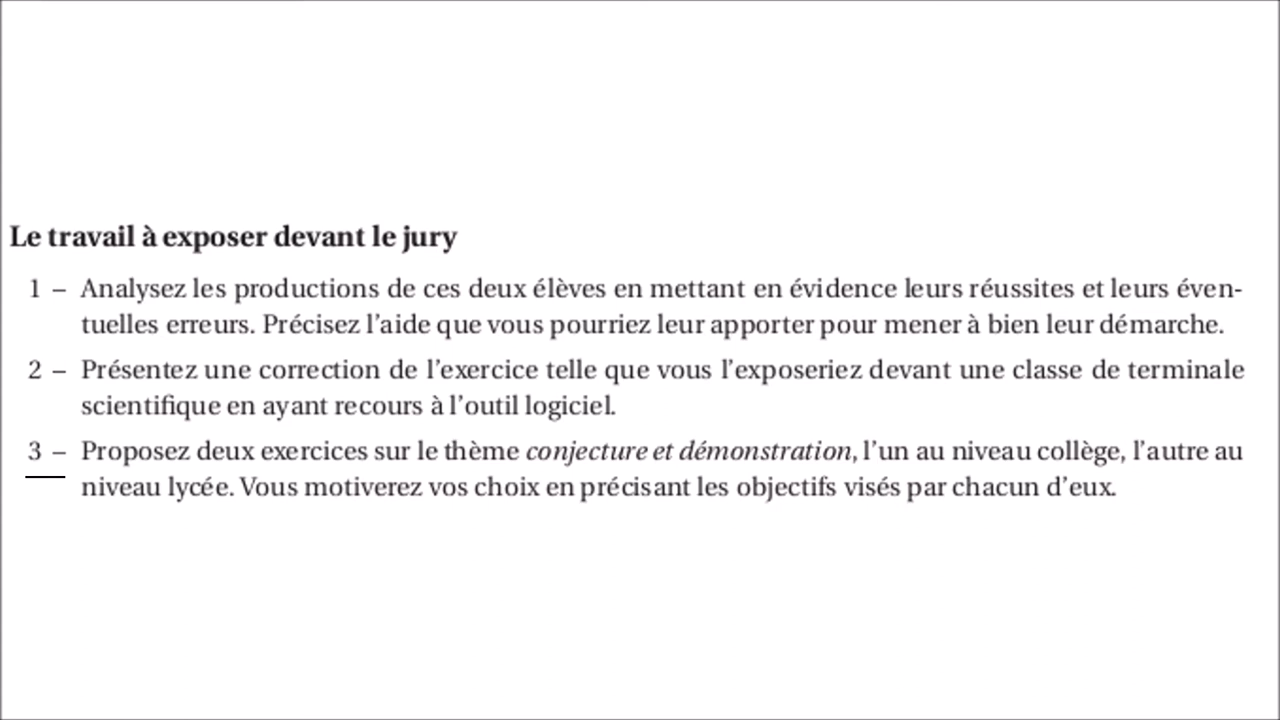 Le travail à exposer devant le jury
1 – Analysez les productions de ces deux élèves en mettant en évidence leurs réussites et leurs éven-
tuelles erreurs. Précisez l'aide que vous pourriez leur apporter pour mener à bien leur démarche.
2 – Présentez une correction de l'exercice telle que vous l'exposeriez devant une classe de terminale
scientifique en ayant recours à l'outil logiciel.
3 – Proposez deux exercices sur le thème conjecture et démonstration, l'un au niveau collège, l'autre au
niveau lycée. Vous motiverez vos choix en précisant les objectifs visés par chacun d'eux.